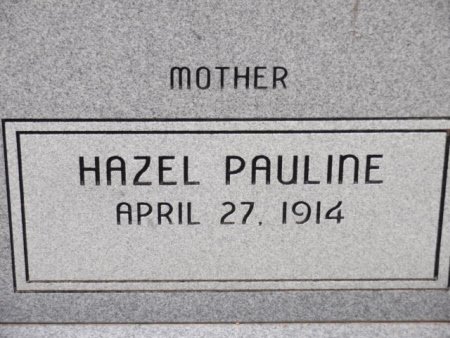 MOTHER
HAZEL PAULINE
APRIL 27, 1914